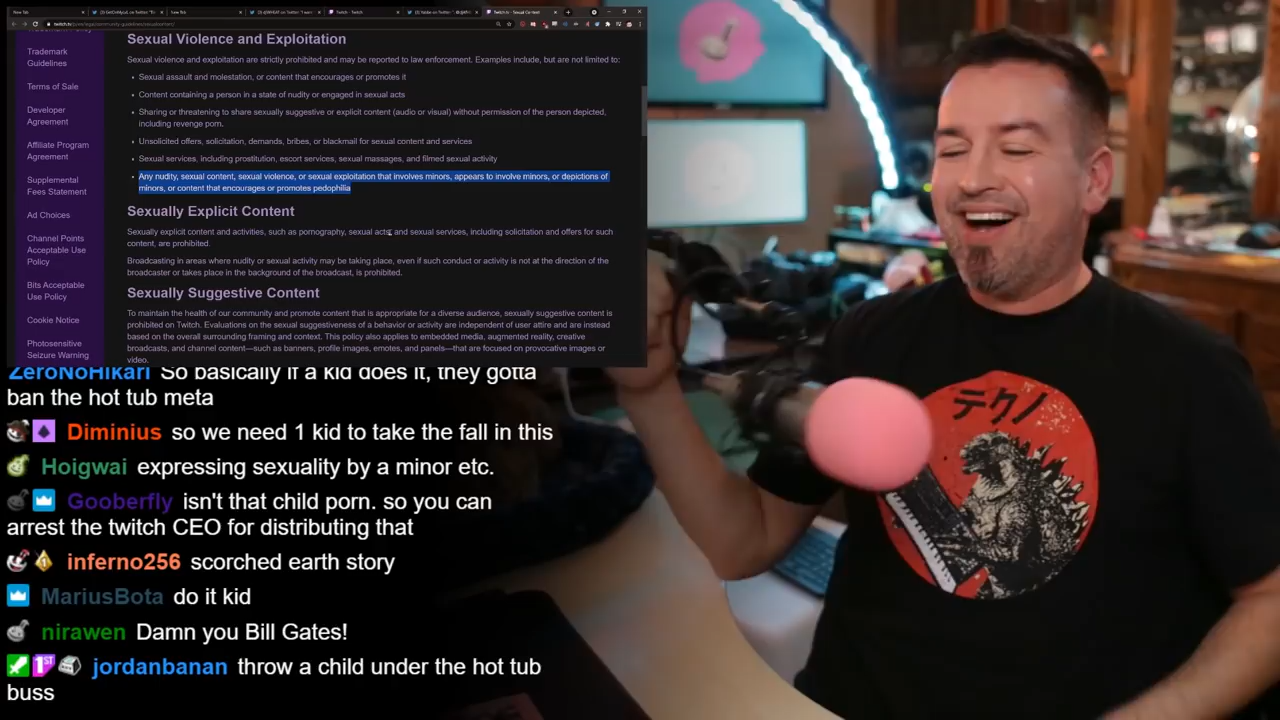 twitch.tv/p/en/legal/community-guidelines/sexualcontent/
Trademark
Guidelines
Terms of Sale
Developer
Agreement
Affiliate Program
Agreement
Supplemental
Fees Statement
Ad Choices
Channel Points
Acceptable Use
Policy
Bits Acceptable
Use Policy
Cookie Notice
Photosensitive
Seizure Warning
Sexual Violence and Exploitation
Sexual violence and exploitation are strictly prohibited and may be reported to law enforcement. Examples include, but are not limited to:
• Sexual assault and molestation, or content that encourages or promotes it
• Content containing a person in a state of nudity or engaged in sexual acts
• Sharing or threatening to share sexually suggestive or explicit content (audio or visual) without permission of the person depicted,
including revenge porn.
• Unsolicited offers, solicitation, demands, bribes, or blackmail for sexual content and services
• Sexual services, including prostitution, escort services, sexual massages, and filmed sexual activity
• Any nudity, sexual content, sexual violence, or sexual exploitation that involves minors, appears to involve minors, or depictions of
minors, or content that encourages or promotes pedophilia
Sexually Explicit Content
Sexually explicit content and activities, such as pornography, sexual acts, and sexual services, including solicitation and offers for such
content, are prohibited.
Broadcasting in areas where nudity or sexual activity may be taking place, even if such conduct or activity is not at the direction of the
broadcaster or takes place in the background of the broadcast, is prohibited.
Sexually Suggestive Content
To maintain the health of our community and promote content that is appropriate for a diverse audience, sexually suggestive content is
prohibited on Twitch. Evaluations on the sexual suggestiveness of a behavior or activity are independent of user attire and are instead
based on the overall surrounding framing and context. This policy also applies to embedded media, augmented reality, creative
broadcasts, and channel content—such as banners, profile images, emotes, and panels—that are focused on provocative images or
video.
ZeroNoHikari So basically if a kid does it, they gotta
ban the hot tub meta
Diminius so we need 1 kid to take the fall in this
Hoigwai expressing sexuality by a minor etc.
Gooberfly isn't that child porn. so you can
arrest the twitch CEO for distributing that
inferno256 scorched earth story
MariusBota do it kid
nirawen Damn you Bill Gates!
1ST jordanbanan throw a child under the hot tub
buss
テクノ